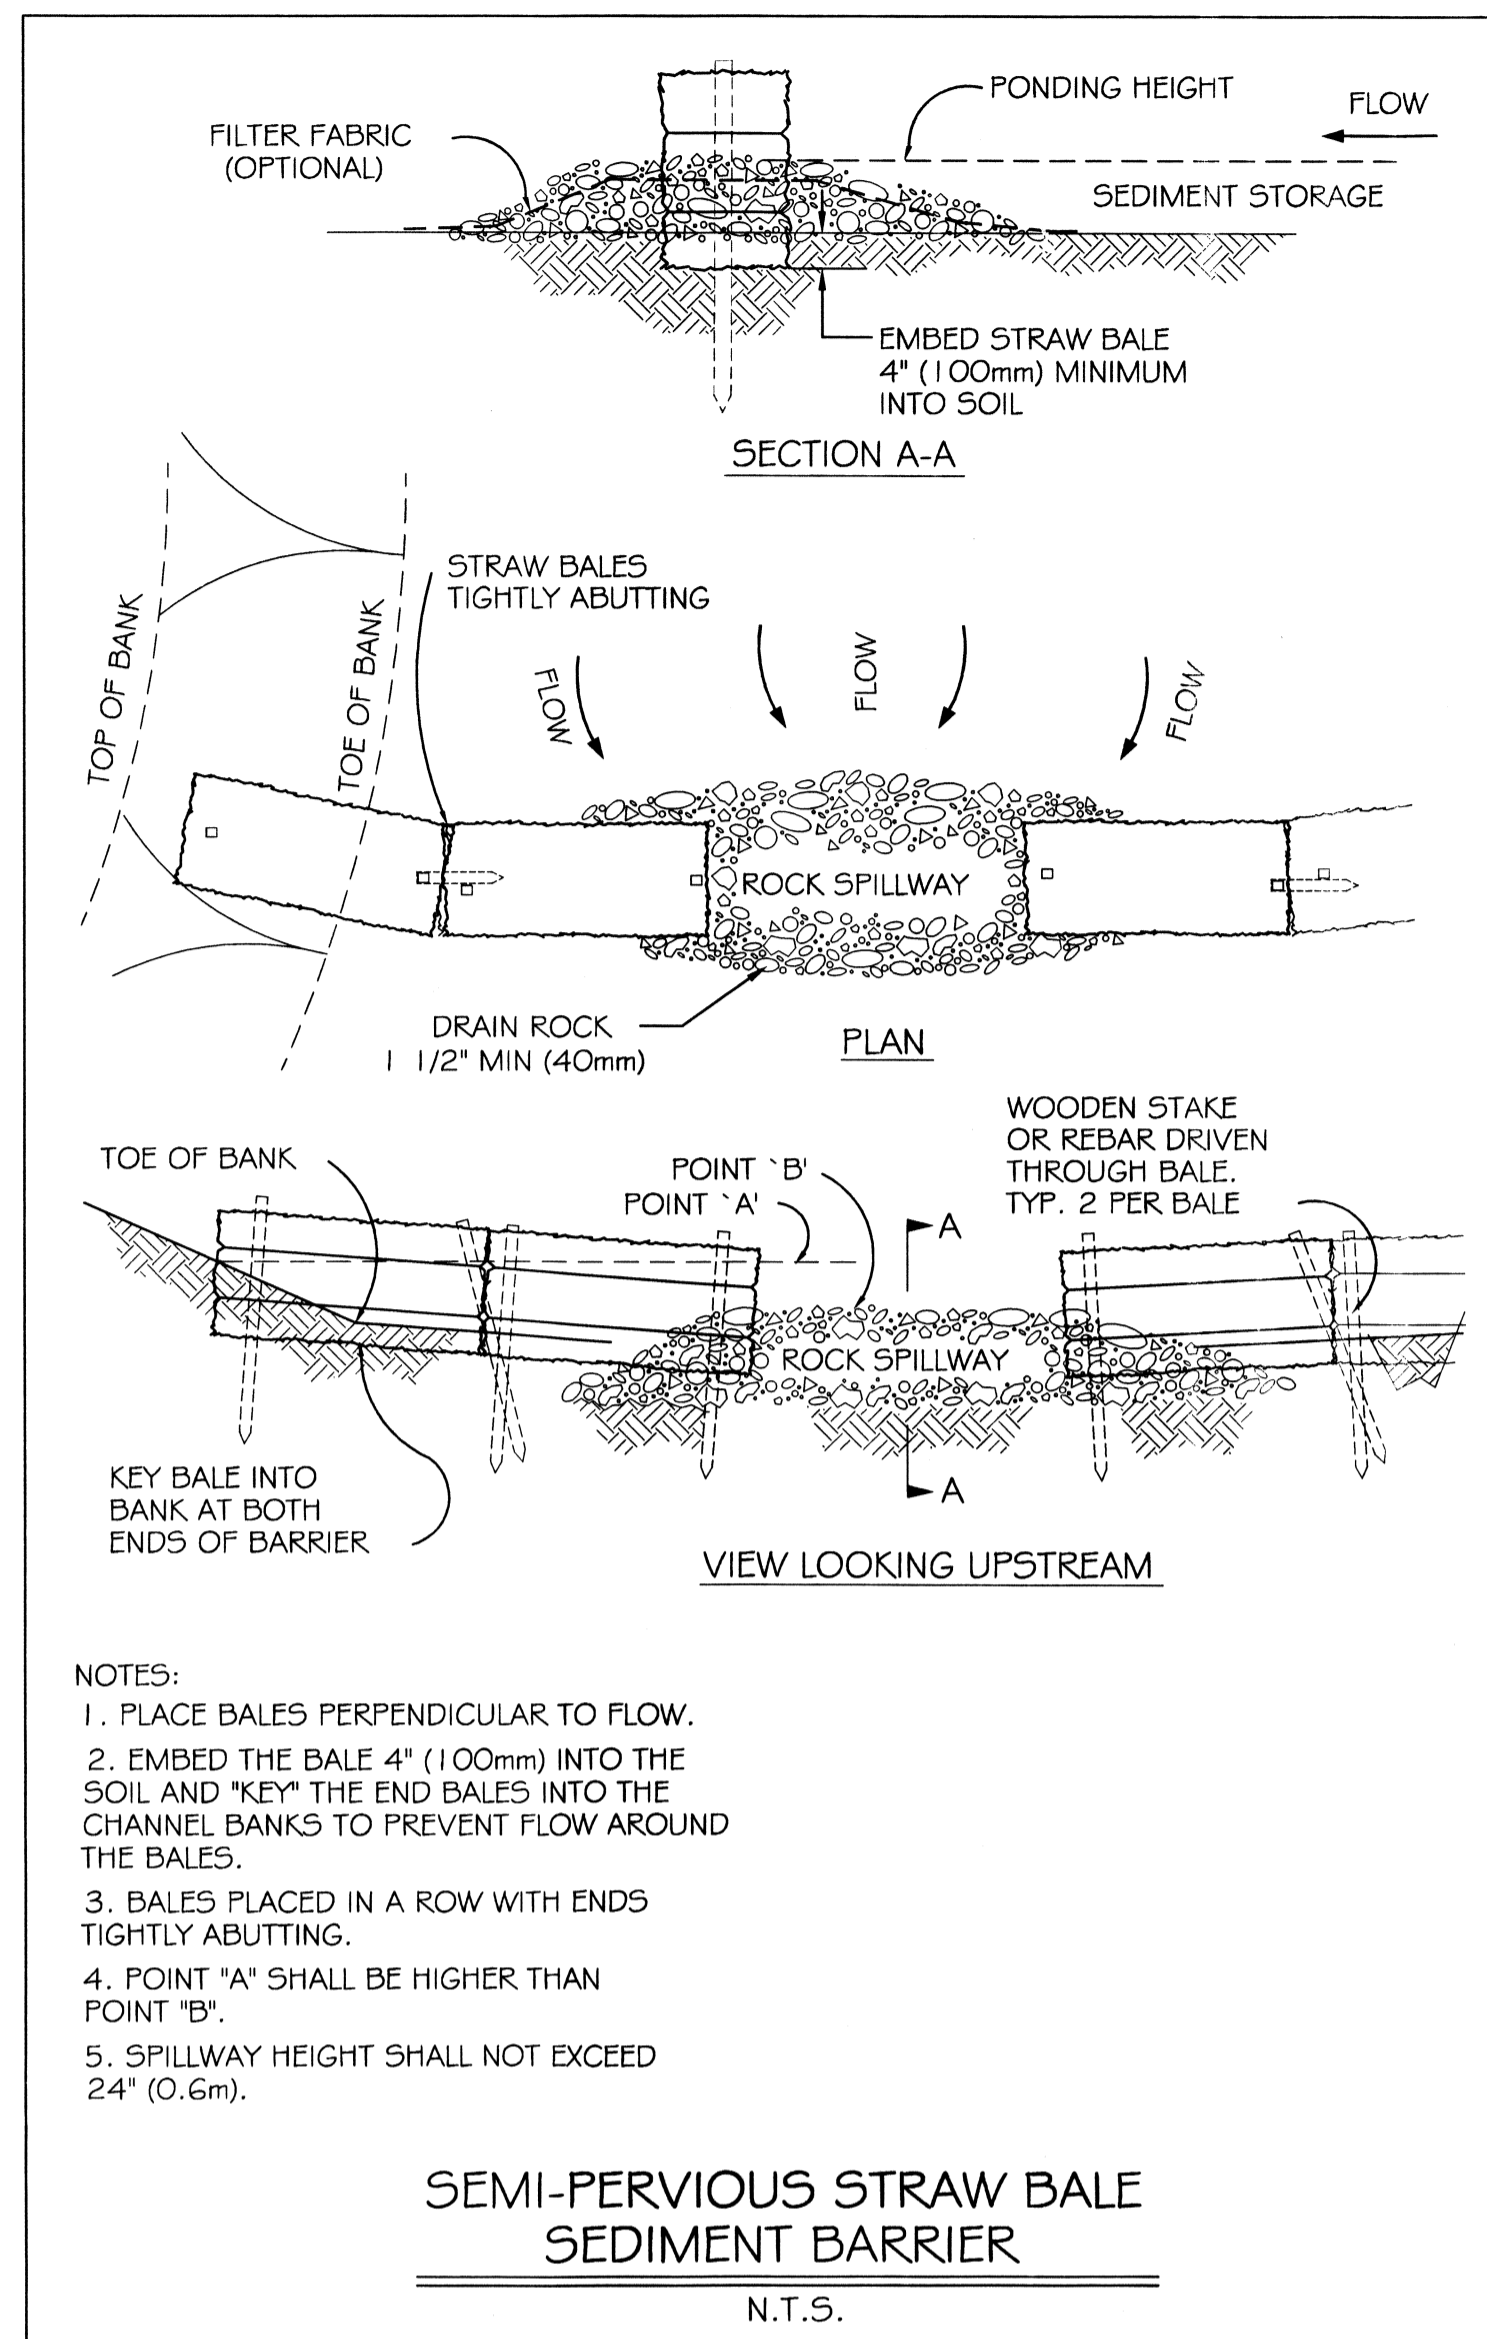 PONDING HEIGHT
FLOW
FILTER FABRIC
(OPTIONAL)
SEDIMENT STORAGE
EMBED STRAW BALE
4" (100mm) MINIMUM
INTO SOIL
SECTION A-A
STRAW BALES
TIGHTLY ABUTTING
TOP OF BANK
TOE OF BANK
FLOW
FLOW
FLOW
ROCK SPILLWAY
DRAIN ROCK
1 1/2" MIN (40mm)
PLAN
WOODEN STAKE
OR REBAR DRIVEN
THROUGH BALE.
TYP. 2 PER BALE
TOE OF BANK
POINT `B'
POINT `A'
A
ROCK SPILLWAY
A
KEY BALE INTO
BANK AT BOTH
ENDS OF BARRIER
VIEW LOOKING UPSTREAM
NOTES:
1. PLACE BALES PERPENDICULAR TO FLOW.
2. EMBED THE BALE 4" (100mm) INTO THE
SOIL AND "KEY" THE END BALES INTO THE
CHANNEL BANKS TO PREVENT FLOW AROUND
THE BALES.
3. BALES PLACED IN A ROW WITH ENDS
TIGHTLY ABUTTING.
4. POINT "A" SHALL BE HIGHER THAN
POINT "B".
5. SPILLWAY HEIGHT SHALL NOT EXCEED
24" (0.6m).
SEMI-PERVIOUS STRAW BALE
SEDIMENT BARRIER
N.T.S.